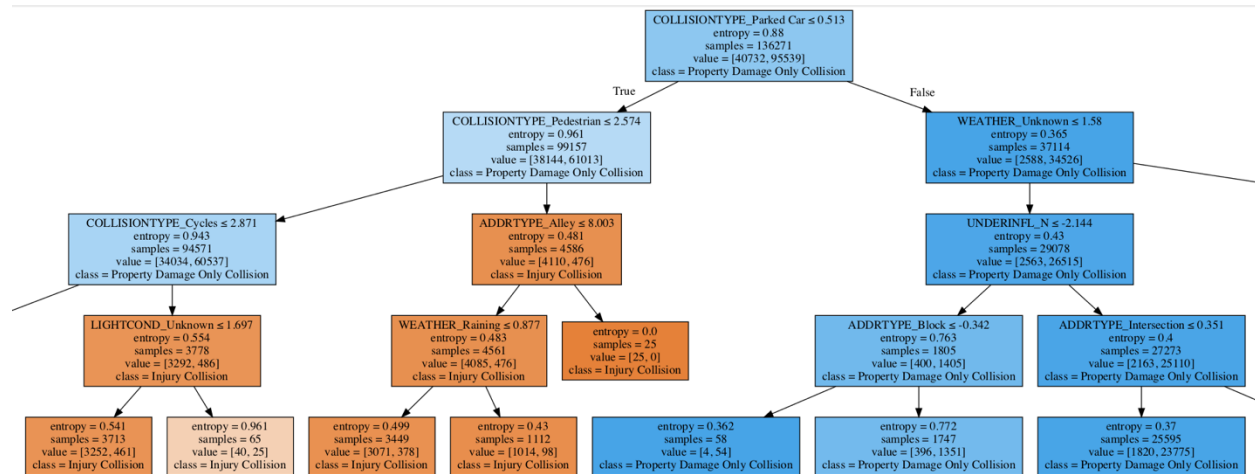 COLLISIONTYPE_Parked Car ≤ 0.513
entropy = 0.88
samples = 136271
value = [40732, 95539]
class = Property Damage Only Collision
True
False
COLLISIONTYPE_Pedestrian ≤ 2.574
entropy = 0.961
samples = 99157
value = [38144, 61013]
class = Property Damage Only Collision
WEATHER_Unknown ≤ 1.58
entropy = 0.365
samples = 37114
value = [2588, 34526]
class = Property Damage Only Collision
COLLISIONTYPE_Cycles ≤ 2.871
entropy = 0.943
samples = 94571
value = [34034, 60537]
class = Property Damage Only Collision
ADDRTYPE_Alley ≤ 8.003
entropy = 0.481
samples = 4586
value = [4110, 476]
class = Injury Collision
UNDERINFL_N ≤ -2.144
entropy = 0.43
samples = 29078
value = [2563, 26515]
class = Property Damage Only Collision
LIGHTCOND_Unknown ≤ 1.697
entropy = 0.554
samples = 3778
value = [3292, 486]
class = Injury Collision
WEATHER_Raining ≤ 0.877
entropy = 0.483
samples = 4561
value = [4085, 476]
class = Injury Collision
entropy = 0.0
samples = 25
value = [25, 0]
class = Injury Collision
ADDRTYPE_Block ≤ -0.342
entropy = 0.763
samples = 1805
value = [400, 1405]
class = Property Damage Only Collision
ADDRTYPE_Intersection ≤ 0.351
entropy = 0.4
samples = 27273
value = [2163, 25110]
class = Property Damage Only Collision
entropy = 0.541
samples = 3713
value = [3252, 461]
class = Injury Collision
entropy = 0.961
samples = 65
value = [40, 25]
class = Injury Collision
entropy = 0.499
samples = 3449
value = [3071, 378]
class = Injury Collision
entropy = 0.43
samples = 1112
value = [1014, 98]
class = Injury Collision
entropy = 0.362
samples = 58
value = [4, 54]
class = Property Damage Only Collision
entropy = 0.772
samples = 1747
value = [396, 1351]
class = Property Damage Only Collision
entropy = 0.37
samples = 25595
value = [1820, 23775]
class = Property Damage Only Collision